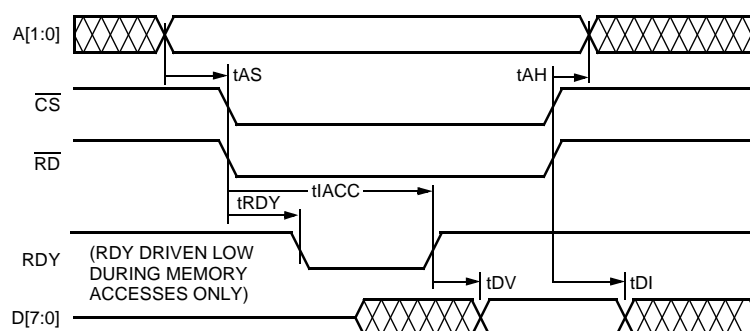 A[1:0]
tAS
tAH
CS
RD
tIACC
tRDY
RDY
(RDY DRIVEN LOW
DURING MEMORY
ACCESSES ONLY)
tDV
tDI
D[7:0]